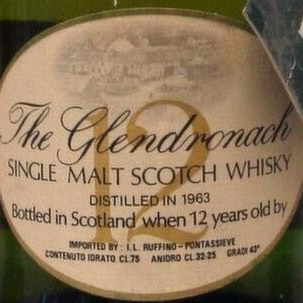 12
The Glendronach
SINGLE MALT SCOTCH WHISKY
DISTILLED IN 1963
Bottled in Scotland when 12 years old by
IMPORTED BY: I.L. RUFFINO - PONTASSIEVE
CONTENUTO IDRATO CL.75 ANIDRO CL.32-25 GRADI 43°